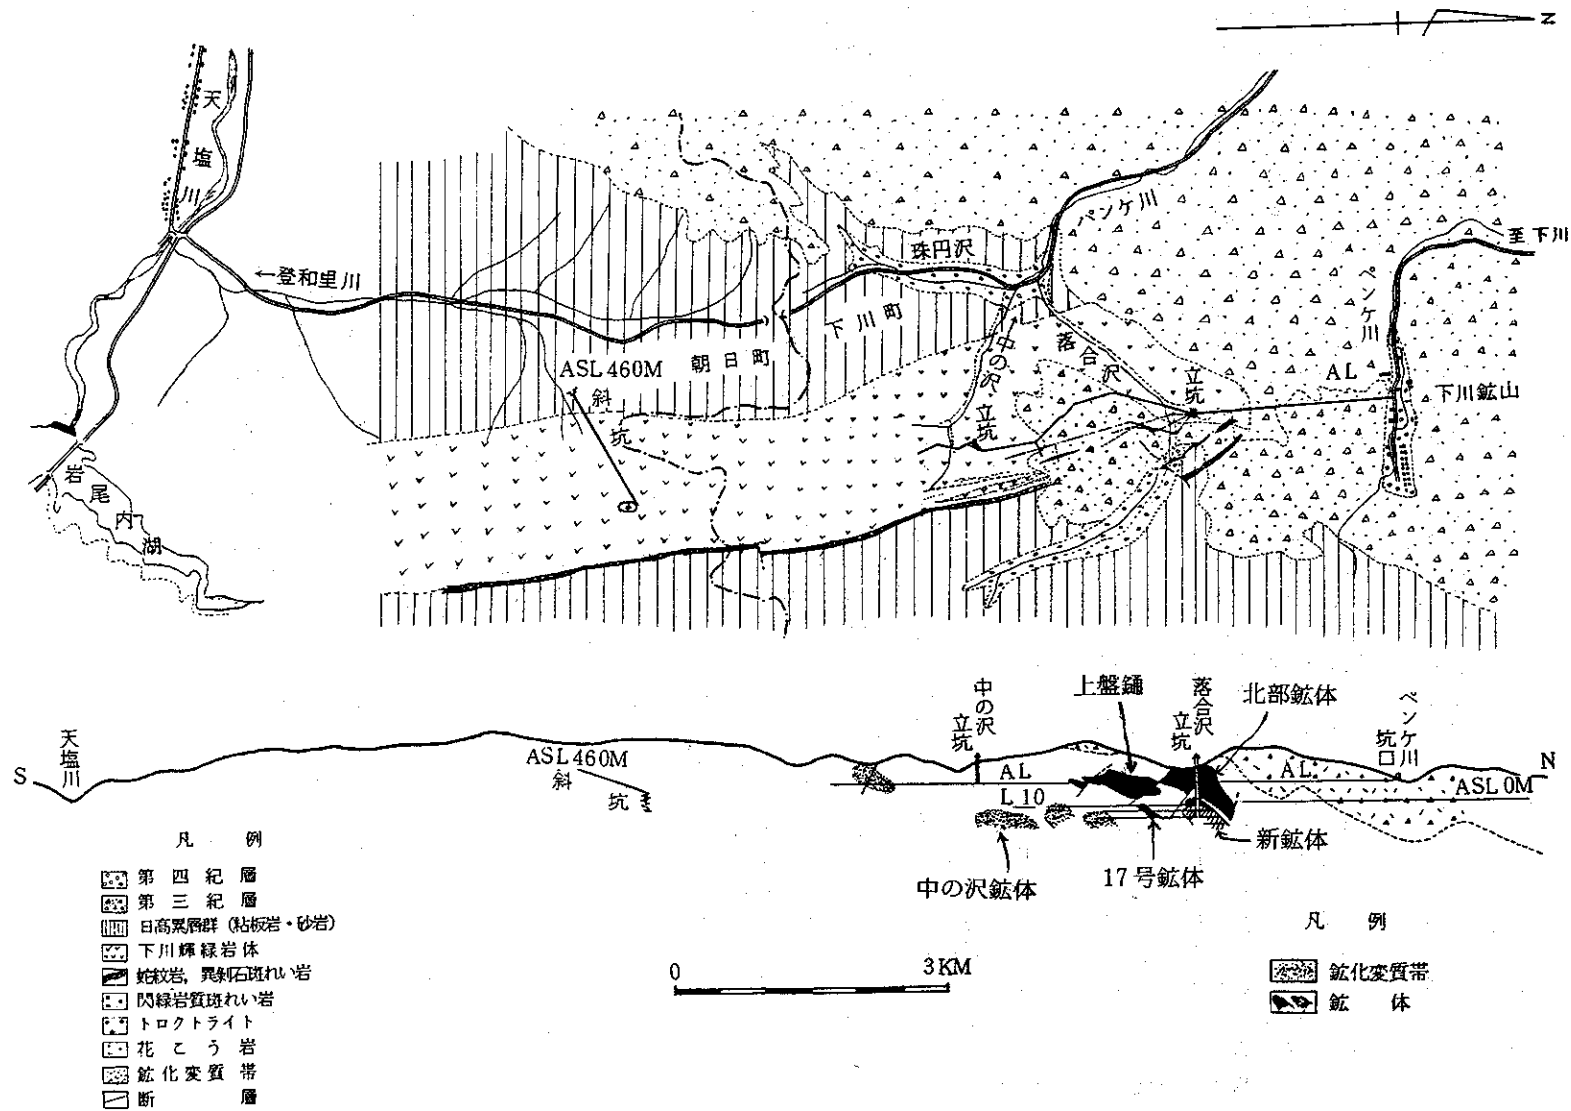 N
天塩川
←登和里川
パンケ川
珠円沢
至下川
ペンケ川
下川町
朝日町
中の沢
落合沢
ASL 460M
斜坑
立坑
立坑
AL
下川鉱山
岩尾内湖
中の沢
立坑
上盤鑓
落合沢
立坑
北部鉱体
ペンケ川
坑口
天塩川
S
ASL 460M
斜坑
AL
AL
N
L 10
ASL 0M
新鉱体
17号鉱体
中の沢鉱体
凡例
第四紀層
第三紀層
日高累層群(粘板岩・砂岩)
下川輝緑岩体
蛇紋岩,異剝石斑れい岩
閃緑岩質斑れい岩
トロクトライト
花こう岩
鉱化変質帯
断層
0 3KM
凡例
鉱化変質帯
鉱体